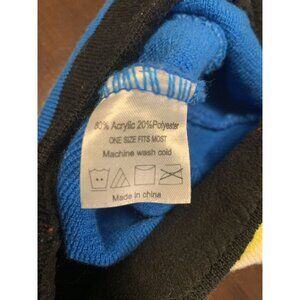 80% Acrylic 20%Polyester
ONE SIZE FITS MOST
Machine wash cold
Made in china